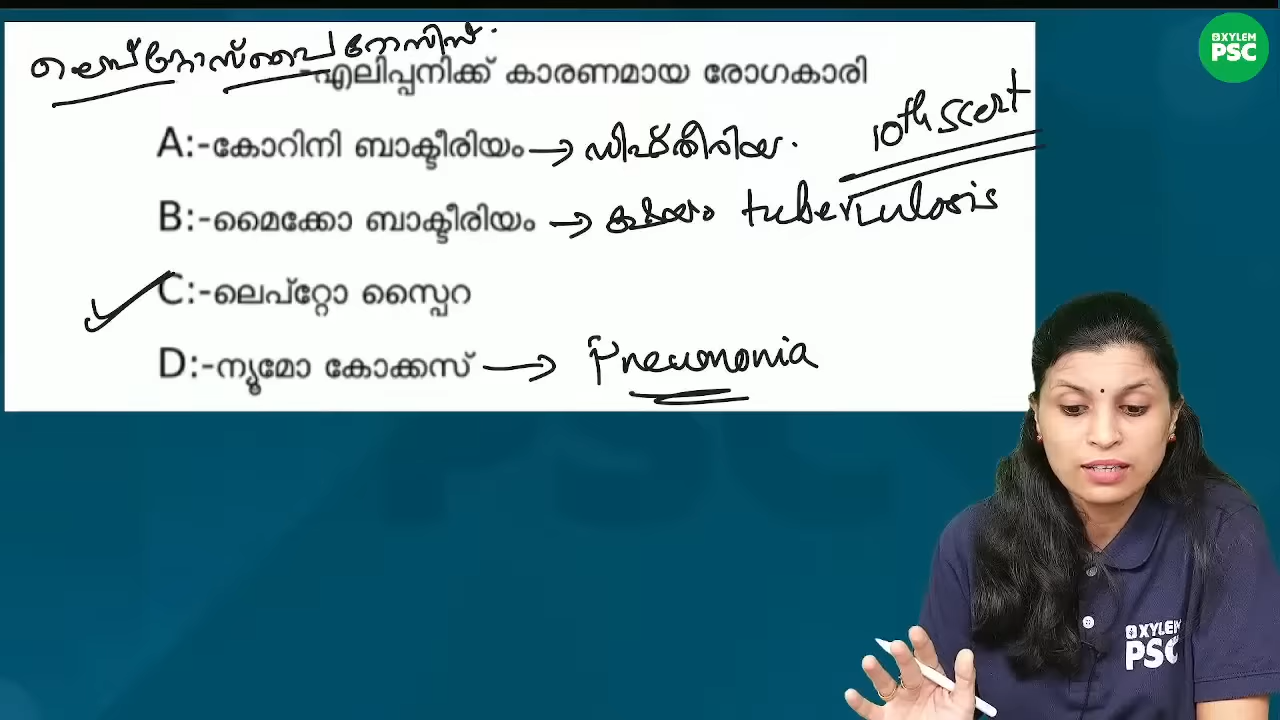 ലെപ്റ്റോസ്പൈറോസിസ്.
-എലിപ്പനിക്ക് കാരണമായ രോഗകാരി
A:-കോറിനി ബാക്ടീരിയം → ഡിഫ്തീരിയ.
10th SCERT
B:-മൈക്കോ ബാക്ടീരിയം → ക്ഷയം tuberculosis
C:-ലെപ്റ്റോ സ്പൈറ
D:-ന്യൂമോ കോക്കസ് → Pneumonia
XYLEM
PSC
XYLEM
PSC